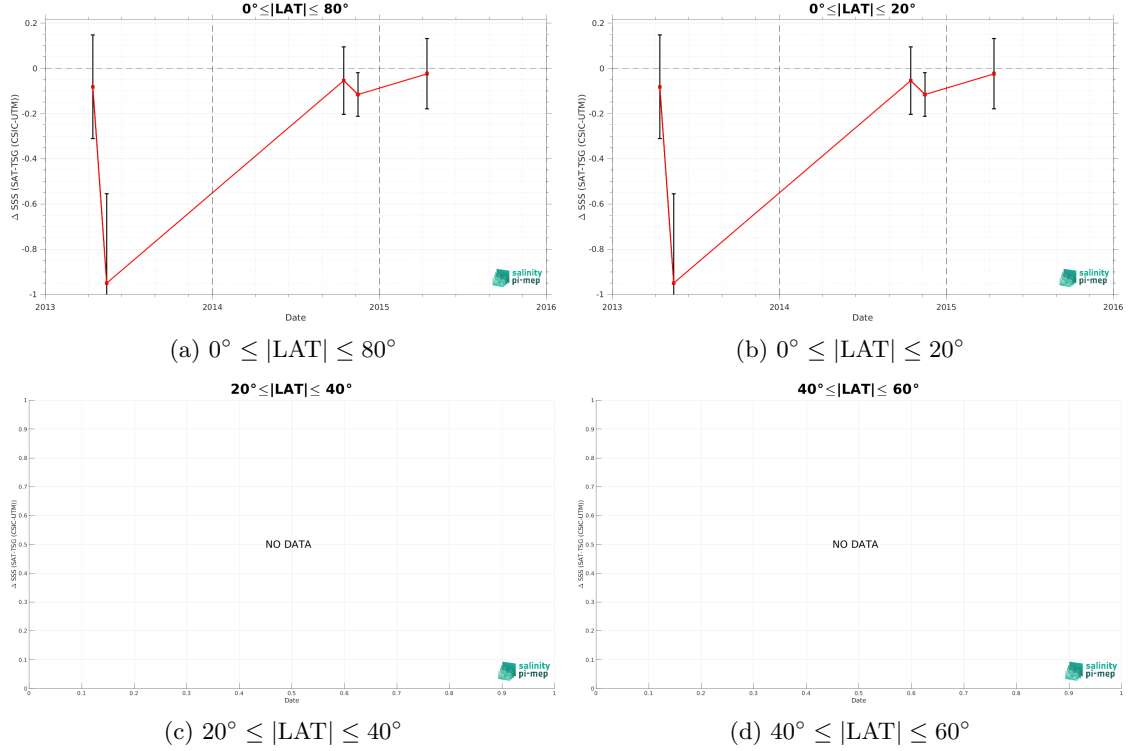 0°≤|LAT|≤ 80°
0.2
0
-0.2
-0.4
-0.6
-0.8
-1
Δ SSS (SAT-TSG (CSIC-UTM))
2013
2014
2015
2016
Date
salinity
pi-mep
(a) 0° ≤ |LAT| ≤ 80°
0°≤|LAT|≤ 20°
0.2
0
-0.2
-0.4
-0.6
-0.8
-1
Δ SSS (SAT-TSG (CSIC-UTM))
2013
2014
2015
2016
Date
salinity
pi-mep
(b) 0° ≤ |LAT| ≤ 20°
20°≤|LAT|≤ 40°
1
0.9
0.8
0.7
0.6
0.5
0.4
0.3
0.2
0.1
0
Δ SSS (SAT-TSG (CSIC-UTM))
NO DATA
0
0.1
0.2
0.3
0.4
0.5
0.6
0.7
0.8
0.9
1
Date
salinity
pi-mep
(c) 20° ≤ |LAT| ≤ 40°
40°≤|LAT|≤ 60°
1
0.9
0.8
0.7
0.6
0.5
0.4
0.3
0.2
0.1
0
Δ SSS (SAT-TSG (CSIC-UTM))
NO DATA
0
0.1
0.2
0.3
0.4
0.5
0.6
0.7
0.8
0.9
1
Date
salinity
pi-mep
(d) 40° ≤ |LAT| ≤ 60°